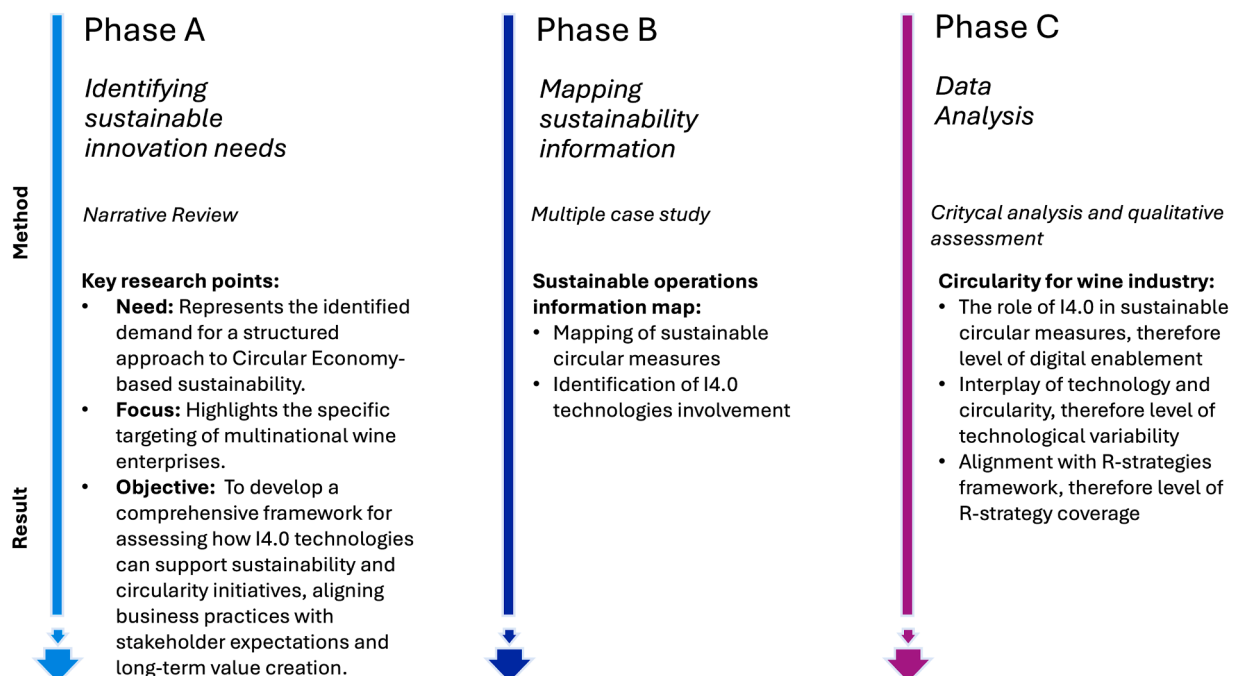 Phase A
Identifying
sustainable
innovation needs
Method
Narrative Review
Key research points:
• Need: Represents the identified
demand for a structured
approach to Circular Economy-
based sustainability.
• Focus: Highlights the specific
targeting of multinational wine
enterprises.
Result
• Objective: To develop a
comprehensive framework for
assessing how I4.0 technologies
can support sustainability and
circularity initiatives, aligning
business practices with
stakeholder expectations and
long-term value creation.
Phase B
Mapping
sustainability
information
Multiple case study
Sustainable operations
information map:
• Mapping of sustainable
circular measures
• Identification of I4.0
technologies involvement
Phase C
Data
Analysis
Critycal analysis and qualitative
assessment
Circularity for wine industry:
• The role of I4.0 in sustainable
circular measures, therefore
level of digital enablement
• Interplay of technology and
circularity, therefore level of
technological variability
• Alignment with R-strategies
framework, therefore level of
R-strategy coverage